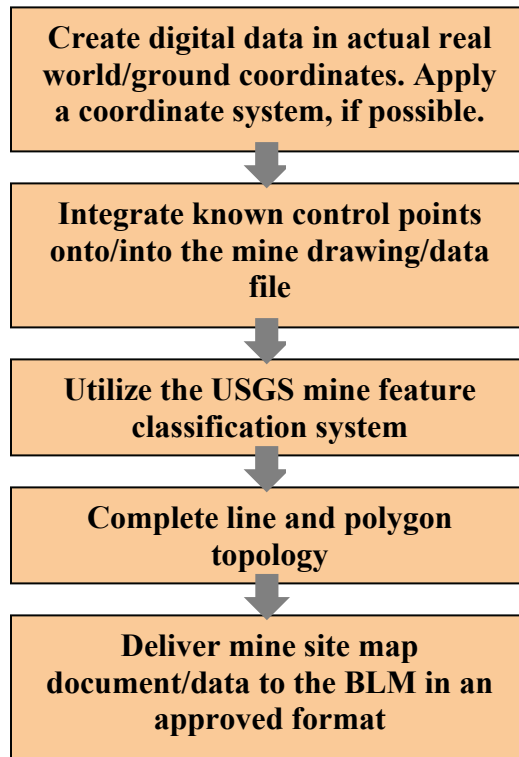 Create digital data in actual real
world/ground coordinates. Apply
a coordinate system, if possible.
Integrate known control points
onto/into the mine drawing/data
file
Utilize the USGS mine feature
classification system
Complete line and polygon
topology
Deliver mine site map
document/data to the BLM in an
approved format